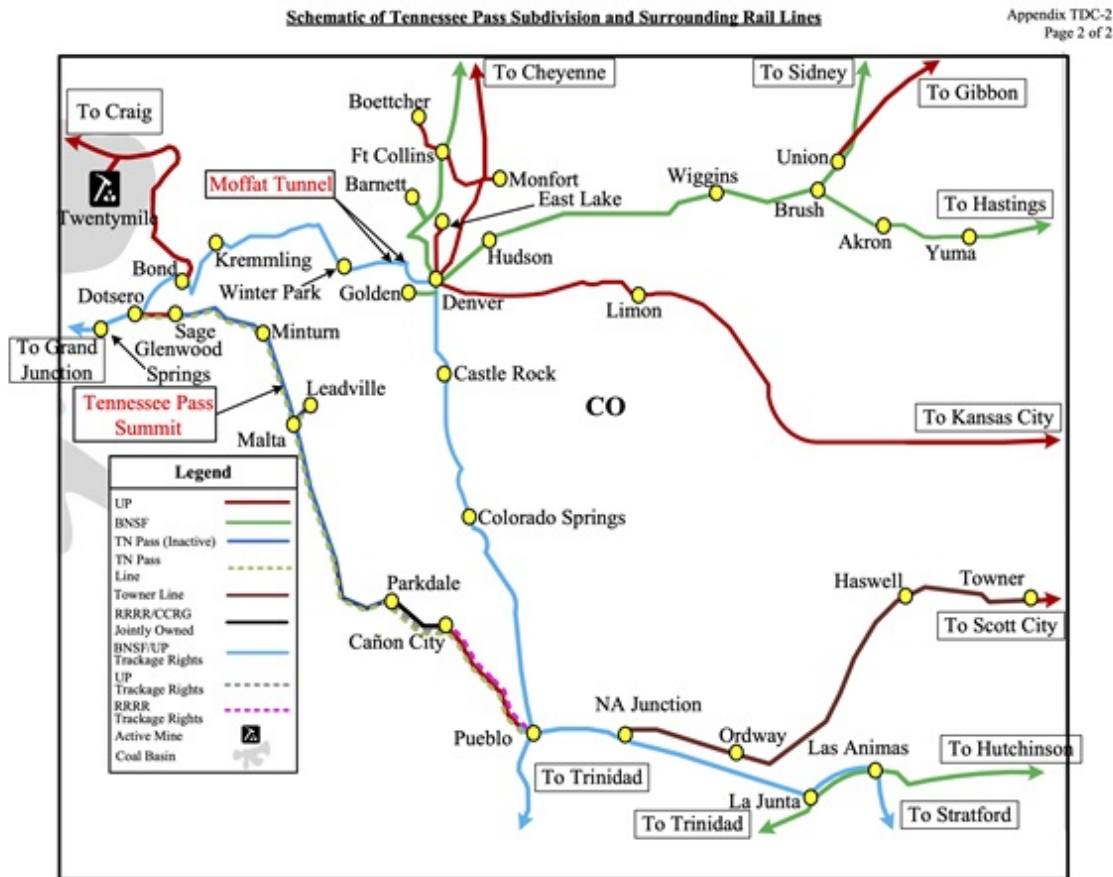 Schematic of Tennessee Pass Subdivision and Surrounding Rail Lines
Appendix TDC-2
Page 2 of 2
To Craig
To Cheyenne
To Sidney
To Gibbon
Boettcher
Ft Collins
Monfort
Barnett
East Lake
Moffat Tunnel
Union
Wiggins
Brush
To Hastings
Akron
Yuma
Hudson
Twentymile
Kremmling
Bond
Winter Park
Golden
Denver
Limon
Dotsero
Sage
Minturn
To Grand
Junction
Glenwood
Springs
Castle Rock
Leadville
Tennessee Pass
Summit
Malta
CO
To Kansas City
Legend
UP
BNSF
TN Pass (Inactive)
TN Pass
Line
Towner Line
RRRR/CCRG
Jointly Owned
BNSF/UP
Trackage Rights
UP
Trackage Rights
RRRR
Trackage Rights
Active Mine
Coal Basin
Colorado Springs
Parkdale
Cañon City
Haswell
Towner
To Scott City
NA Junction
Pueblo
Ordway
Las Animas
To Hutchinson
To Trinidad
La Junta
To Trinidad
To Stratford